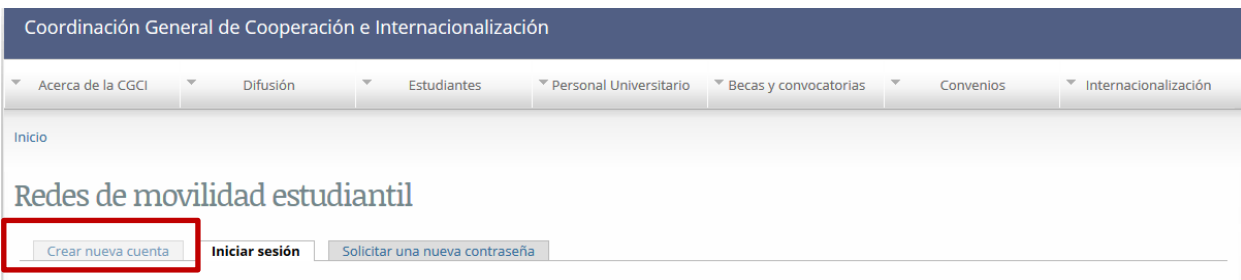 Coordinación General de Cooperación e Internacionalización
Acerca de la CGCI Difusión Estudiantes Personal Universitario Becas y convocatorias Convenios Internacionalización
Inicio
Redes de movilidad estudiantil
Crear nueva cuenta Iniciar sesión Solicitar una nueva contraseña